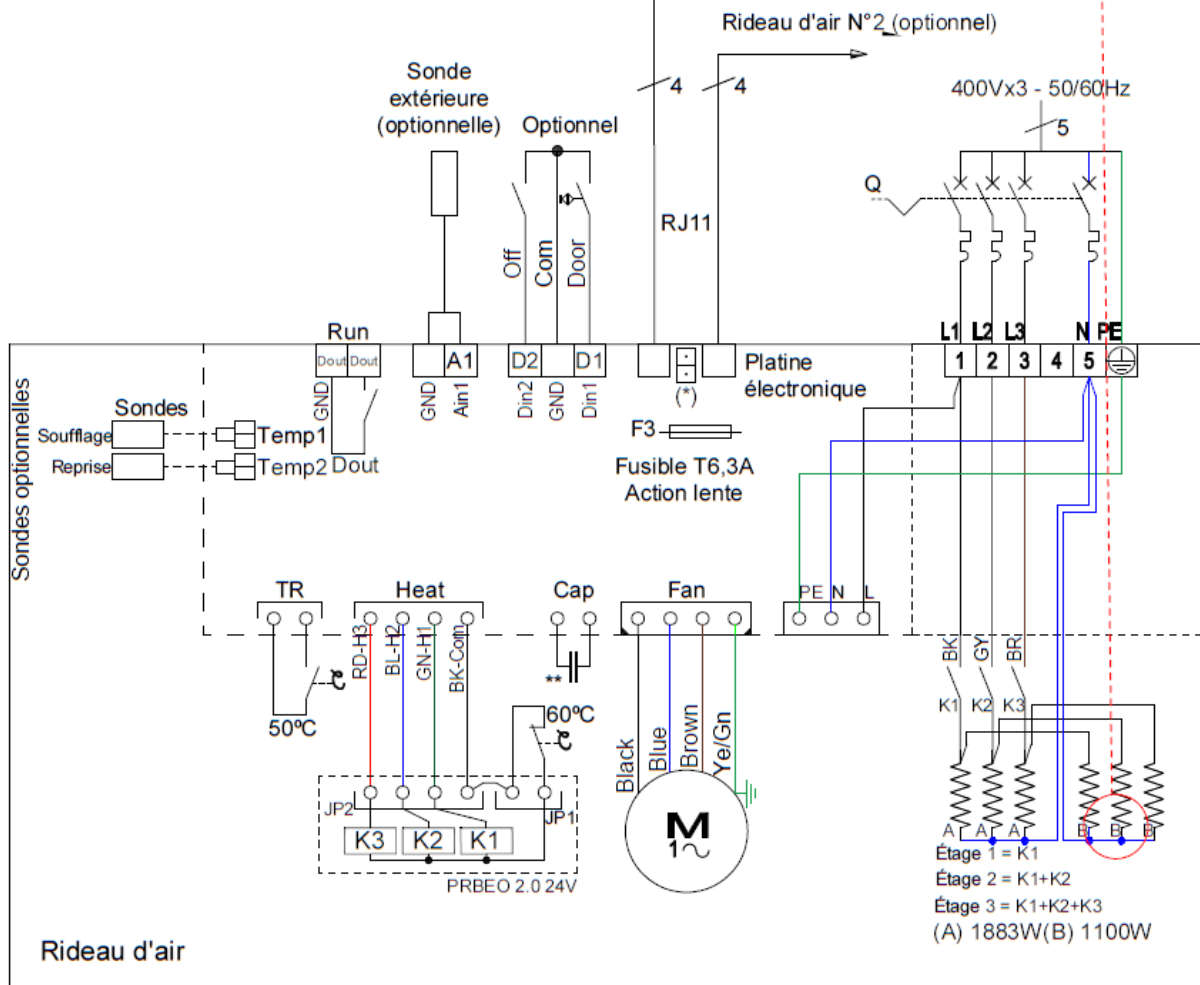 Rideau d'air N°2 (optionnel)
4
4
Sonde
extérieure
(optionnelle)
Optionnel
400Vx3 - 50/60Hz
5
Q
Off
Com
Door
RJ11
Run
L1 L2 L3 N PE
Dout Dout
A1
D2
D1
1 2 3 4 5
Platine
électronique
(*)
GND
GND
Ain1
Din2
GND
Din1
Sondes optionnelles
Sondes
Soufflage
Temp1
Reprise
Temp2 Dout
F3
Fusible T6,3A
Action lente
TR
Heat
Cap
Fan
PE N L
RD-H3
BL-H2
GN-H1
BK-Com
**
50ºC
60ºC
Black
Blue
Brown
Ye/Gn
BK
GY
BR
K1
K2
K3
JP2
JP1
K3
K2
K1
PRBEO 2.0 24V
M
1~
A A A B B B
Étage 1 = K1
Étage 2 = K1+K2
Étage 3 = K1+K2+K3
(A) 1883W(B) 1100W
Rideau d'air